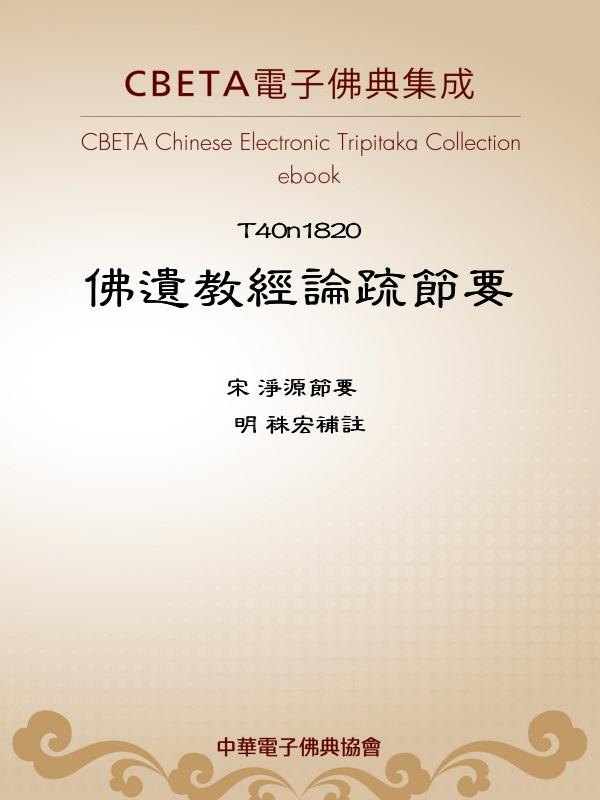 CBETA電子佛典集成
CBETA Chinese Electronic Tripitaka Collection
ebook
T40n1820
佛遺教經論疏節要
宋 淨源節要
明 袾宏補註
中華電子佛典協會